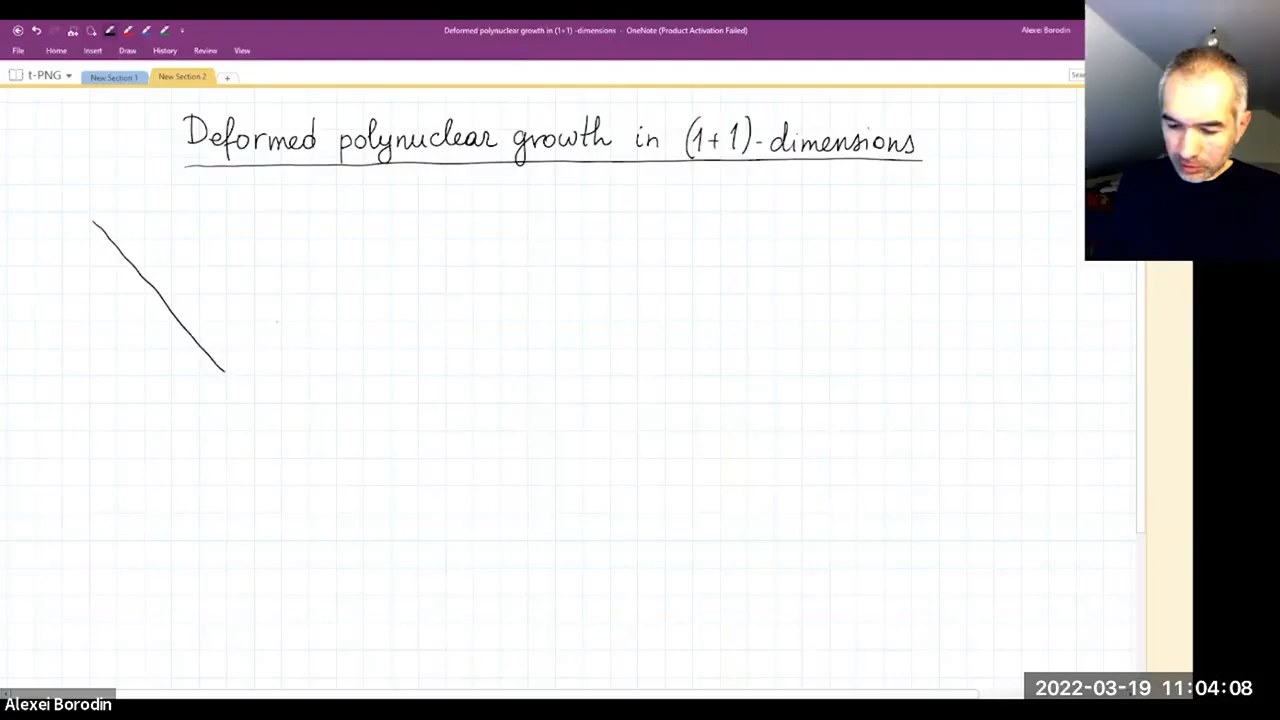 Deformed polynuclear growth in (1+1) -dimensions - OneNote (Product Activation Failed)
Alexei Borodin
File Home Insert Draw History Review View
t-PNG New Section 1 New Section 2 +
Sea
Deformed polynuclear growth in (1+1)-dimensions
2022-03-19 11:04:08
Alexei Borodin